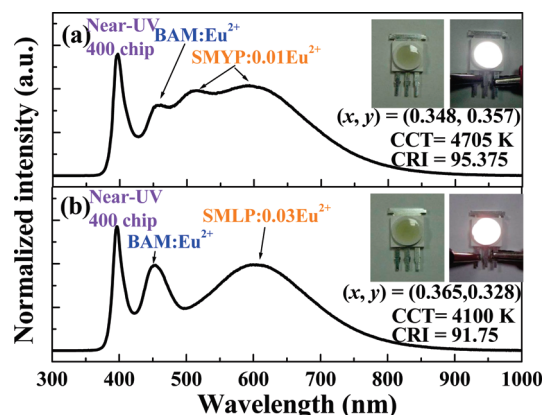 (a)
Near-UV
400 chip
BAM:Eu²⁺
SMYP:0.01Eu²⁺
(x, y) = (0.348, 0.357)
CCT= 4705 K
CRI = 95.375
(b)
Near-UV
400 chip
BAM:Eu²⁺
SMLP:0.03Eu²⁺
(x, y) = (0.365,0.328)
CCT= 4100 K
CRI = 91.75
Normalized intensity (a.u.)
300 400 500 600 700 800 900 1000
Wavelength (nm)